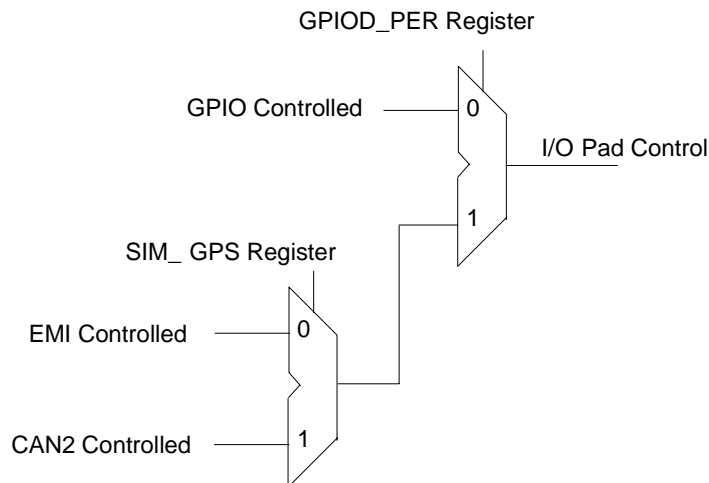 GPIOD_PER Register
GPIO Controlled
0
I/O Pad Control
1
SIM_ GPS Register
EMI Controlled
0
CAN2 Controlled
1